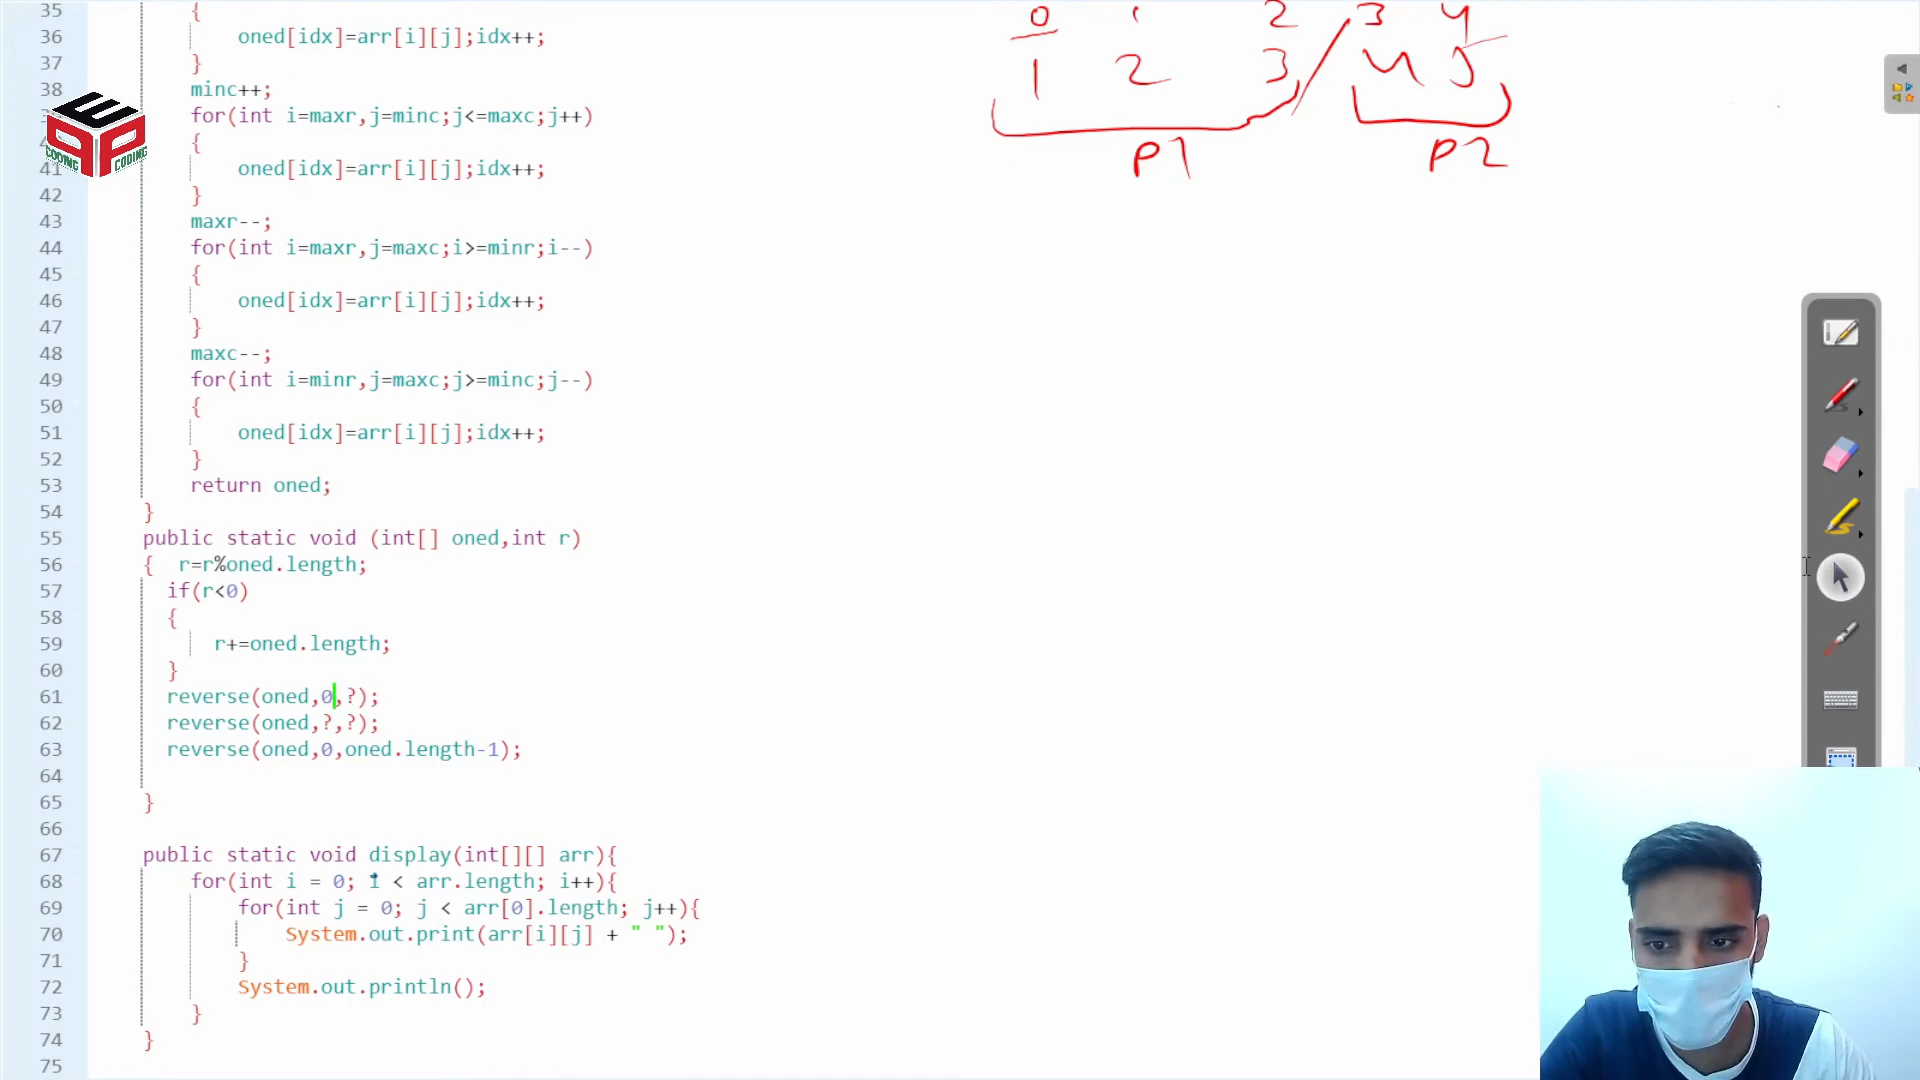 35 {
36 oned[idx]=arr[i][j];idx++;
37 }
38 minc++;
for(int i=maxr,j=minc;j<=maxc;j++)
{
41 oned[idx]=arr[i][j];idx++;
42 }
43 maxr--;
44 for(int i=maxr,j=maxc;i>=minr;i--)
45 {
46 oned[idx]=arr[i][j];idx++;
47 }
48 maxc--;
49 for(int i=minr,j=maxc;j>=minc;j--)
50 {
51 oned[idx]=arr[i][j];idx++;
52 }
53 return oned;
54 }
55 public static void (int[] oned,int r)
56 { r=r%oned.length;
57 if(r<0)
58 {
59 r+=oned.length;
60 }
61 reverse(oned,0,?);
62 reverse(oned,?,?);
63 reverse(oned,0,oned.length-1);
64
65 }
66
67 public static void display(int[][] arr){
68 for(int i = 0; i < arr.length; i++){
69 for(int j = 0; j < arr[0].length; j++){
70 System.out.print(arr[i][j] + " ");
71 }
72 System.out.println();
73 }
74 }
75
0 1 2 3 4
1 2 3 4 5
P1 P2
PEP
CODING CODING